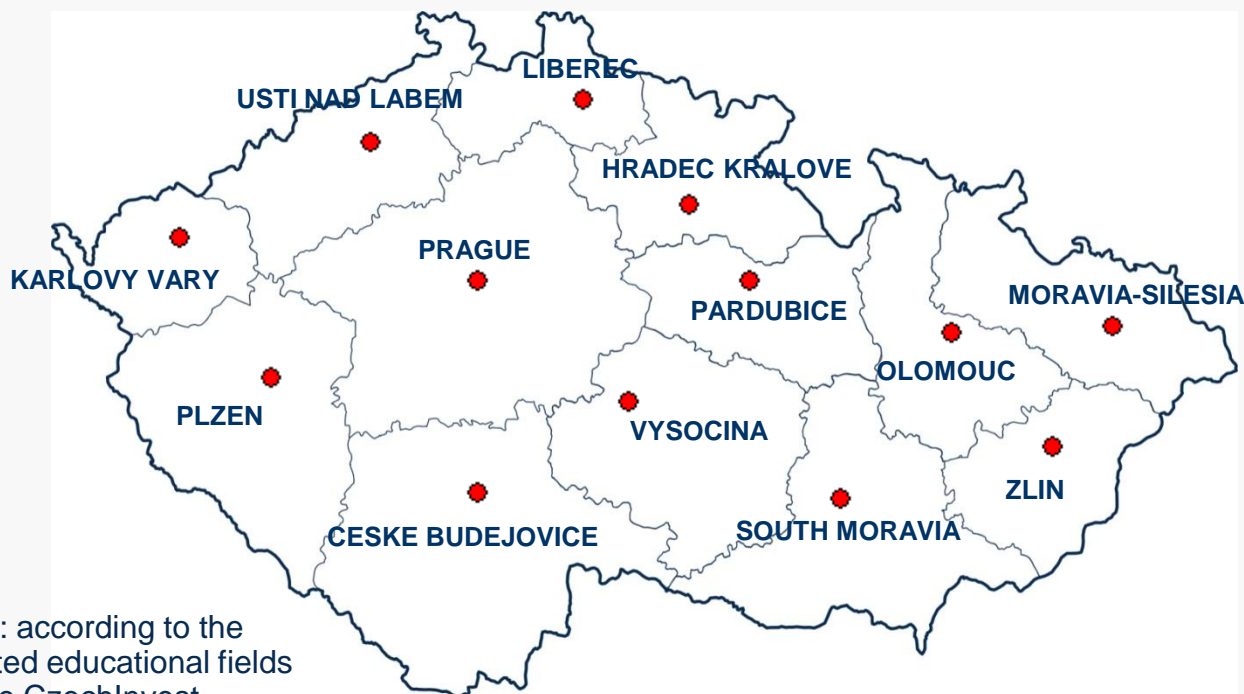 LIBEREC
USTI NAD LABEM
HRADEC KRALOVE
PRAGUE
KARLOVY VARY
MORAVIA-SILESIA
PARDUBICE
OLOMOUC
PLZEN
VYSOCINA
ZLIN
SOUTH MORAVIA
CESKE BUDEJOVICE
: according to the
ted educational fields
CzechInvest